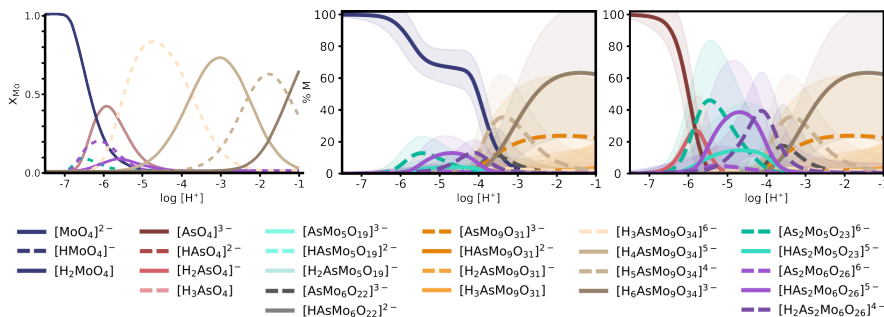 1.0
0.5
0.0
X_Mo
-7 -6 -5 -4 -3 -2 -1
log [H⁺]
100
80
60
40
20
0
% M
-7 -6 -5 -4 -3 -2 -1
log [H⁺]
100
80
60
40
20
0
-7 -6 -5 -4 -3 -2 -1
log [H⁺]
[MoO₄]²⁻
[HMoO₄]⁻
[H₂MoO₄]
[AsO₄]³⁻
[HAsO₄]²⁻
[H₂AsO₄]⁻
[H₃AsO₄]
[AsMo₅O₁₉]³⁻
[HAsMo₅O₁₉]²⁻
[H₂AsMo₅O₁₉]⁻
[AsMo₆O₂₂]³⁻
[HAsMo₆O₂₂]²⁻
[AsMo₉O₃₁]³⁻
[HAsMo₉O₃₁]²⁻
[H₂AsMo₉O₃₁]⁻
[H₃AsMo₉O₃₁]
[H₃AsMo₉O₃₄]⁶⁻
[H₄AsMo₉O₃₄]⁵⁻
[H₅AsMo₉O₃₄]⁴⁻
[H₆AsMo₉O₃₄]³⁻
[As₂Mo₅O₂₃]⁶⁻
[HAs₂Mo₅O₂₃]⁵⁻
[As₂Mo₆O₂₆]⁶⁻
[HAs₂Mo₆O₂₆]⁵⁻
[H₂As₂Mo₆O₂₆]⁴⁻